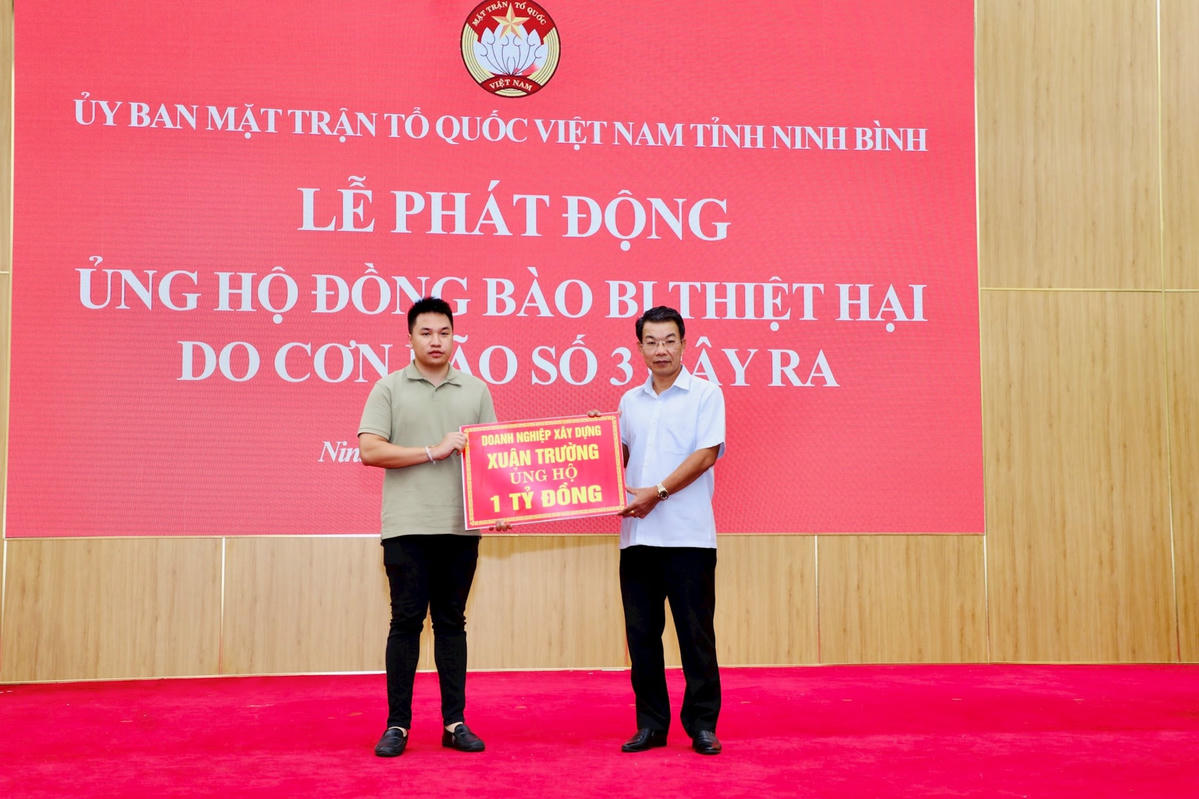 MẶT TRẬN TỔ QUỐC
VIỆT NAM
ỦY BAN MẶT TRẬN TỔ QUỐC VIỆT NAM TỈNH NINH BÌNH
LỄ PHÁT ĐỘNG
ỦNG HỘ ĐỒNG BÀO BỊ THIỆT HẠI
DO CƠN BÃO SỐ 3 GÂY RA
DOANH NGHIỆP XÂY DỰNG
XUÂN TRƯỜNG
ỦNG HỘ
1 TỶ ĐỒNG